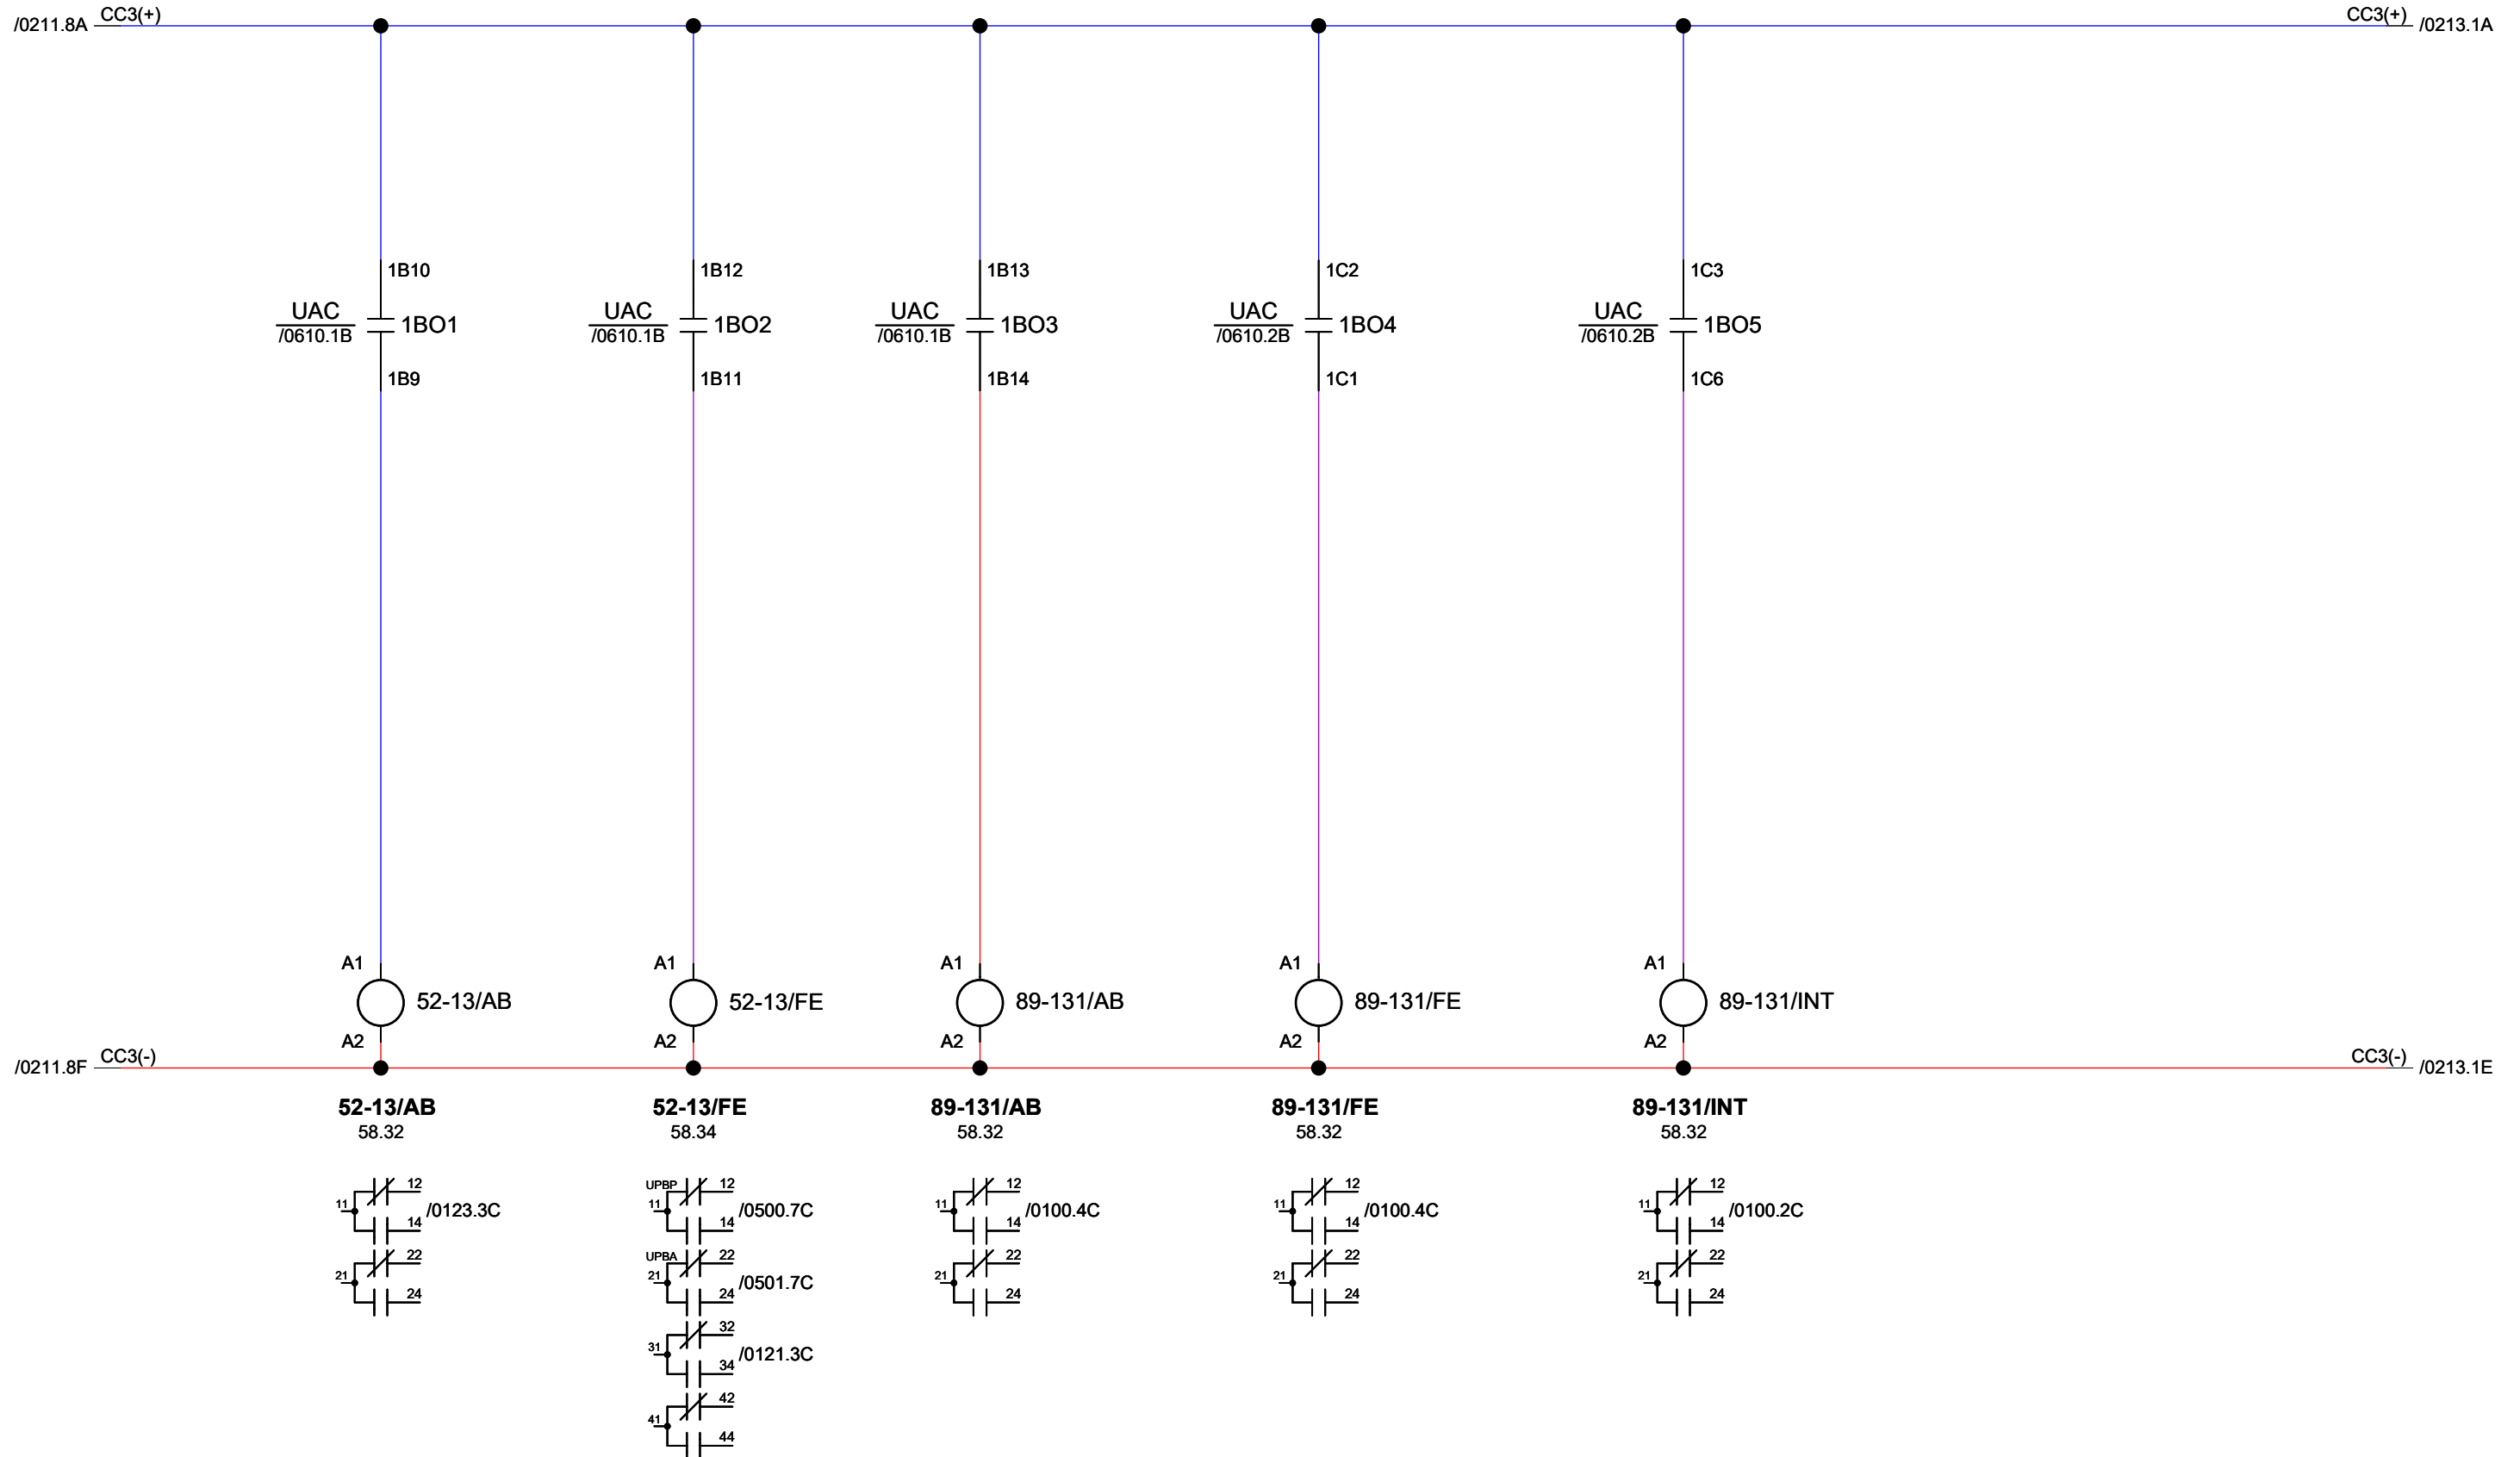 CC3(+)
/0211.8A
CC3(+)
/0213.1A
1B10
UAC
/0610.1B
1BO1
1B9
1B12
UAC
/0610.1B
1BO2
1B11
1B13
UAC
/0610.1B
1BO3
1B14
1C2
UAC
/0610.2B
1BO4
1C1
1C3
UAC
/0610.2B
1BO5
1C6
A1
52-13/AB
A2
A1
52-13/FE
A2
A1
89-131/AB
A2
A1
89-131/FE
A2
A1
89-131/INT
A2
CC3(-)
/0211.8F
CC3(-)
/0213.1E
52-13/AB
58.32
12
11
/0123.3C
14
22
21
24
52-13/FE
58.34
UPBP
12
11
/0500.7C
14
UPBA
22
21
/0501.7C
24
32
31
/0121.3C
34
42
41
44
89-131/AB
58.32
12
11
/0100.4C
14
22
21
24
89-131/FE
58.32
12
11
/0100.4C
14
22
21
24
89-131/INT
58.32
12
11
/0100.2C
14
22
21
24